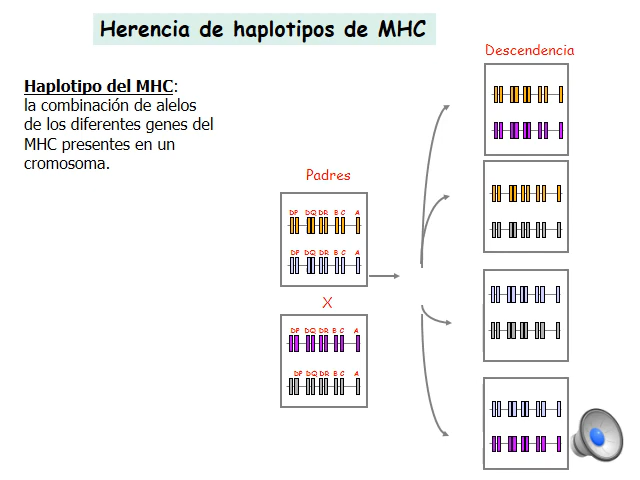 Herencia de haplotipos de MHC
Descendencia
Haplotipo del MHC:
la combinación de alelos
de los diferentes genes del
MHC presentes en un
cromosoma.
Padres
DP DQ DR B C A
DP DQ DR B C A
X
DP DQ DR B C A
DP DQ DR B C A